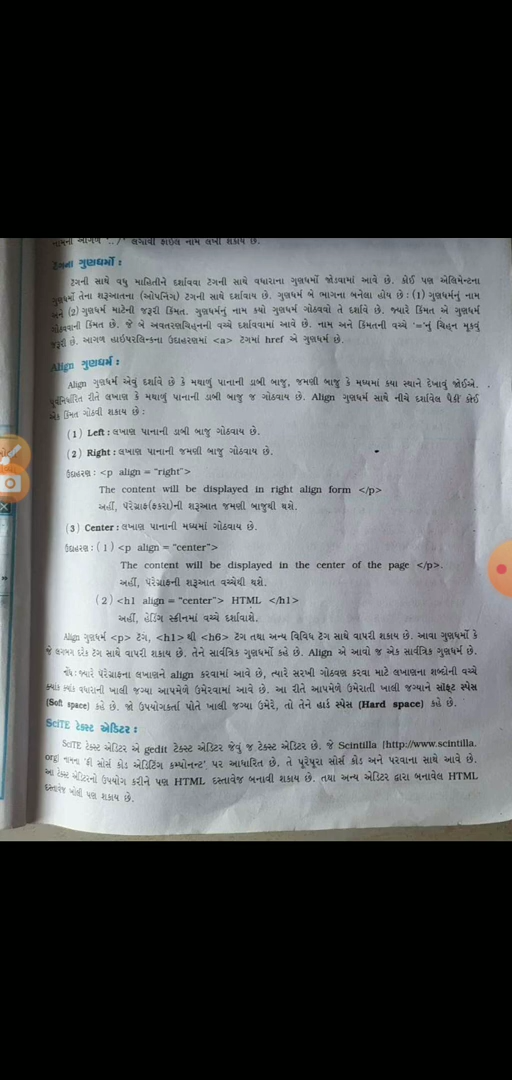 નામની આગળ '../' લગાવી ફાઇલ નામ લખી શકાય છે.
ટૅગના ગુણધર્મો :
ટૅગની સાથે વધુ માહિતીને દર્શાવવા ટૅગની સાથે વધારાના ગુણધર્મો જોડવામાં આવે છે. કોઈ પણ એલિમેન્ટના
ગુણધર્મો તેના શરૂઆતના (ઓપનિંગ) ટૅગની સાથે દર્શાવાય છે. ગુણધર્મ બે ભાગના બનેલા હોય છે : (1) ગુણધર્મનું નામ
અને (2) ગુણધર્મ માટેની જરૂરી કિંમત. ગુણધર્મનું નામ કયો ગુણધર્મ ગોઠવવો તે દર્શાવે છે. જ્યારે કિંમત એ ગુણધર્મ
ગોઠવવાની કિંમત છે. જે બે અવતરણચિહ્નની વચ્ચે દર્શાવવામાં આવે છે. નામ અને કિંમતની વચ્ચે '='નું ચિહ્ન મૂકવું
જરૂરી છે. આગળ હાઇપરલિન્કના ઉદાહરણમાં <a> ટૅગમાં href એ ગુણધર્મ છે.
Align ગુણધર્મ :
Align ગુણધર્મ એવું દર્શાવે છે કે મથાળું પાનાની ડાબી બાજુ, જમણી બાજુ કે મધ્યમાં કયા સ્થાને દેખાવું જોઈએ.
પૂર્વનિર્ધારિત રીતે લખાણ કે મથાળું પાનાની ડાબી બાજુ જ ગોઠવાય છે. Align ગુણધર્મ સાથે નીચે દર્શાવેલ પૈકી કોઈ
એક કિંમત ગોઠવી શકાય છે :
(1) Left : લખાણ પાનાની ડાબી બાજુ ગોઠવાય છે.
(2) Right : લખાણ પાનાની જમણી બાજુ ગોઠવાય છે.
ઉદાહરણ : <p align = "right">
The content will be displayed in right align form </p>
અહીં, પૅરેગ્રાફ(ફકરા)ની શરૂઆત જમણી બાજુથી થશે.
(3) Center : લખાણ પાનાની મધ્યમાં ગોઠવાય છે.
ઉદાહરણ : (1) <p align = "center">
The content will be displayed in the center of the page </p>.
અહીં, પૅરેગ્રાફની શરૂઆત વચ્ચેથી થશે.
(2) <h1 align = "center"> HTML </h1>
અહીં, હેડિંગ સ્ક્રીનમાં વચ્ચે દર્શાવાશે.
Align ગુણધર્મ <p> ટૅગ, <h1> થી <h6> ટૅગ તથા અન્ય વિવિધ ટૅગ સાથે વાપરી શકાય છે. આવા ગુણધર્મો કે
જે લગભગ દરેક ટૅગ સાથે વાપરી શકાય છે. તેને સાર્વત્રિક ગુણધર્મો કહે છે. Align એ આવો જ એક સાર્વત્રિક ગુણધર્મ છે.
નોંધ : જ્યારે પૅરેગ્રાફના લખાણને align કરવામાં આવે છે, ત્યારે સરખી ગોઠવણ કરવા માટે લખાણના શબ્દોની વચ્ચે
ક્યાંક ક્યાંક વધારાની ખાલી જગ્યા આપમેળે ઉમેરવામાં આવે છે. આ રીતે આપમેળે ઉમેરાતી ખાલી જગ્યાને સૉફ્ટ સ્પેસ
(Soft space) કહે છે. જો ઉપયોગકર્તા પોતે ખાલી જગ્યા ઉમેરે, તો તેને હાર્ડ સ્પેસ (Hard space) કહે છે.
SciTE ટેક્સ્ટ એડિટર :
SciTE ટેક્સ્ટ એડિટર એ gedit ટેક્સ્ટ એડિટર જેવું જ ટેક્સ્ટ એડિટર છે. જે Scintilla [http://www.scintilla.
org] નામના 'ફ્રી સોર્સ કોડ એડિટિંગ કમ્પોનન્ટ' પર આધારિત છે. તે પૂરેપૂરા સોર્સ કોડ અને પરવાના સાથે આવે છે.
આ ટેક્સ્ટ એડિટરનો ઉપયોગ કરીને પણ HTML દસ્તાવેજ બનાવી શકાય છે. તથા અન્ય એડિટર દ્વારા બનાવેલ HTML
દસ્તાવેજ ખોલી પણ શકાય છે.